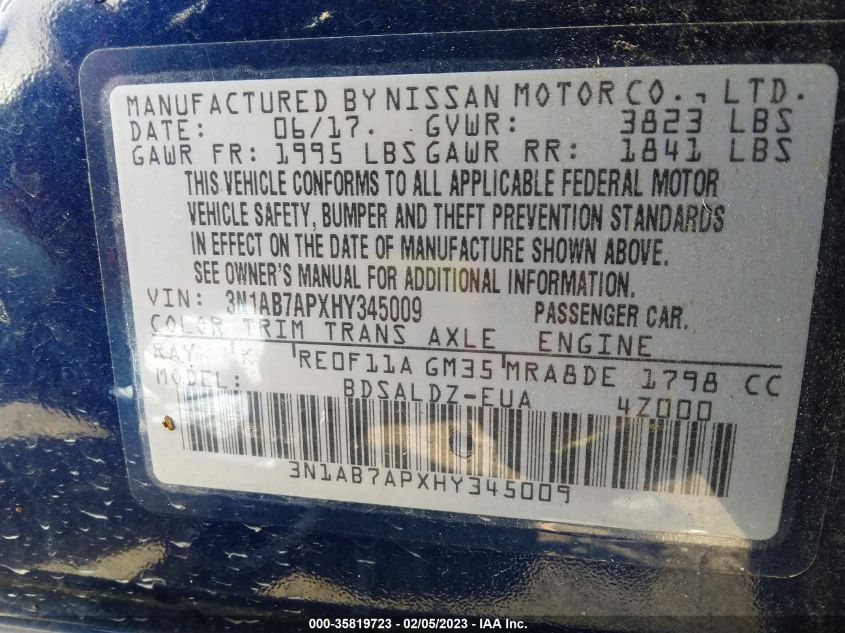 MANUFACTURED BY NISSAN MOTOR CO., LTD.
DATE: 06/17. GVWR: 3823 LBS
GAWR FR: 1995 LBS GAWR RR: 1841 LBS
THIS VEHICLE CONFORMS TO ALL APPLICABLE FEDERAL MOTOR
VEHICLE SAFETY, BUMPER AND THEFT PREVENTION STANDARDS
IN EFFECT ON THE DATE OF MANUFACTURE SHOWN ABOVE.
SEE OWNER'S MANUAL FOR ADDITIONAL INFORMATION.
VIN: 3N1AB7APXHY345009 PASSENGER CAR.
COLOR TRIM TRANS AXLE ENGINE
RAY K RE0F11A GM35 MRA8DE 1798 CC
MODEL: BDSALDZ-EUA 4Z000
3N1AB7APXHY345009
000-35819723 - 02/05/2023 - IAA Inc.